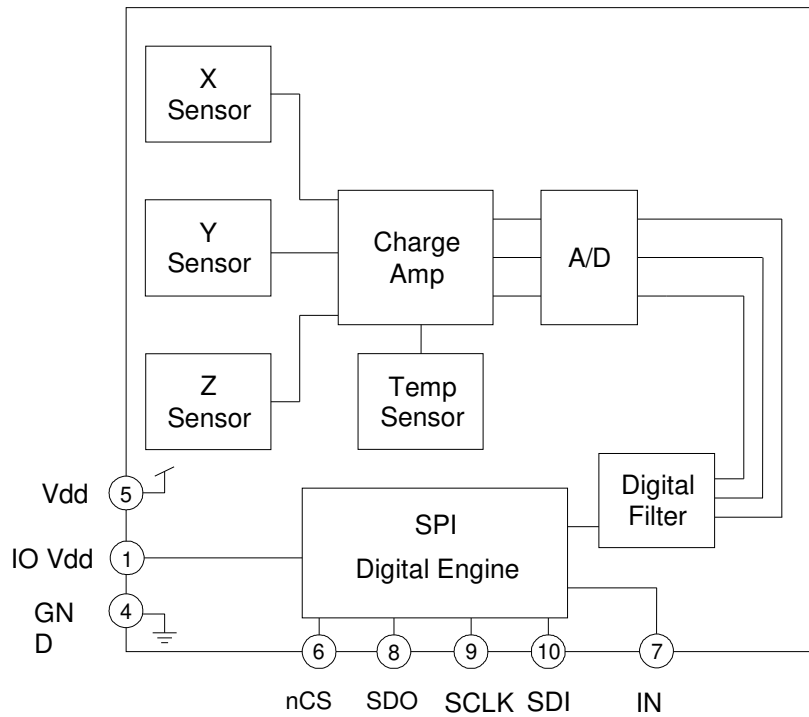 X
Sensor
Y
Sensor
Charge
Amp
A/D
Z
Sensor
Temp
Sensor
Vdd
5
Digital
Filter
SPI
Digital Engine
IO Vdd
1
GN
D
4
6
8
9
10
7
nCS
SDO
SCLK
SDI
IN